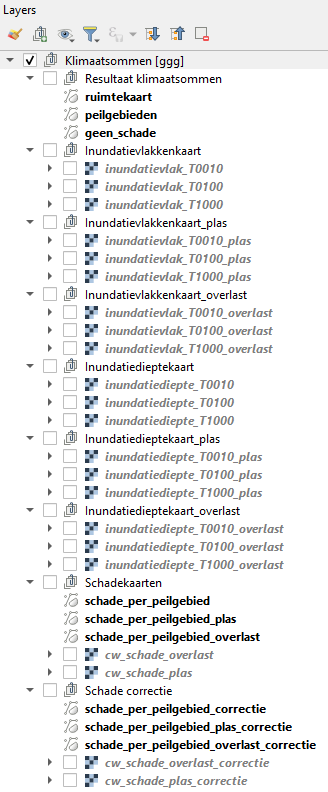 Layers
Klimaatsommen [ggg]
Resultaat klimaatsommen
ruimtekaart
peilgebieden
geen_schade
Inundatievlakkenkaart
inundatievlak_T0010
inundatievlak_T0100
inundatievlak_T1000
Inundatievlakkenkaart_plas
inundatievlak_T0010_plas
inundatievlak_T0100_plas
inundatievlak_T1000_plas
Inundatievlakkenkaart_overlast
inundatievlak_T0010_overlast
inundatievlak_T0100_overlast
inundatievlak_T1000_overlast
Inundatiedieptekaart
inundatiediepte_T0010
inundatiediepte_T0100
inundatiediepte_T1000
Inundatiedieptekaart_plas
inundatiediepte_T0010_plas
inundatiediepte_T0100_plas
inundatiediepte_T1000_plas
Inundatiedieptekaart_overlast
inundatiediepte_T0010_overlast
inundatiediepte_T0100_overlast
inundatiediepte_T1000_overlast
Schadekaarten
schade_per_peilgebied
schade_per_peilgebied_plas
schade_per_peilgebied_overlast
cw_schade_overlast
cw_schade_plas
Schade correctie
schade_per_peilgebied_correctie
schade_per_peilgebied_plas_correctie
schade_per_peilgebied_overlast_correctie
cw_schade_overlast_correctie
cw_schade_plas_correctie